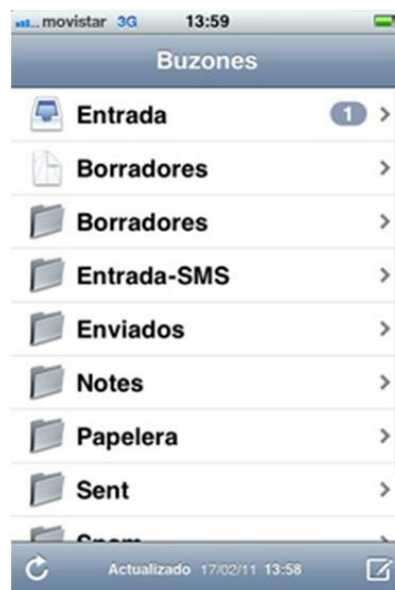 movistar 3G 13:59
Buzones
Entrada 1
Borradores
Borradores
Entrada-SMS
Enviados
Notes
Papelera
Sent
Spam
Actualizado 17/02/11 13:58